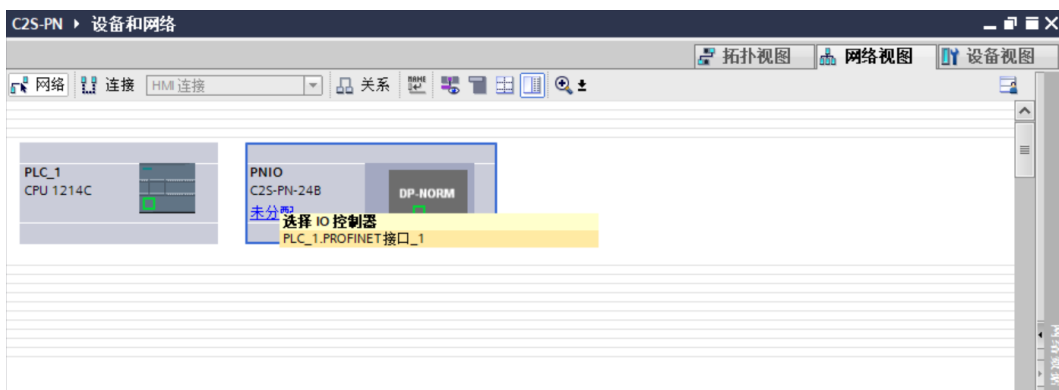 C2S-PN ▸ 设备和网络
拓扑视图 网络视图 设备视图
网络 连接 HMI 连接 关系
PLC_1
CPU 1214C
PNIO
C2S-PN-24B
DP-NORM
未分配
选择 IO 控制器
PLC_1.PROFINET接口_1